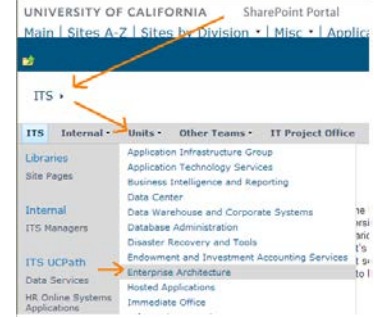 UNIVERSITY OF CALIFORNIA SharePoint Portal
Main | Sites A-Z | Sites by Division | Misc |
ITS
ITS Internal Units Other Teams IT Project Office
Libraries
Site Pages
Internal
ITS Managers
ITS UCPath
Data Services
HR Online Systems
Applications
Application Infrastructure Group
Application Technology Services
Business Intelligence and Reporting
Data Center
Data Warehouse and Corporate Systems
Database Administration
Disaster Recovery and Tools
Endowment and Investment Accounting Services
Enterprise Architecture
Hosted Applications
Immediate Office